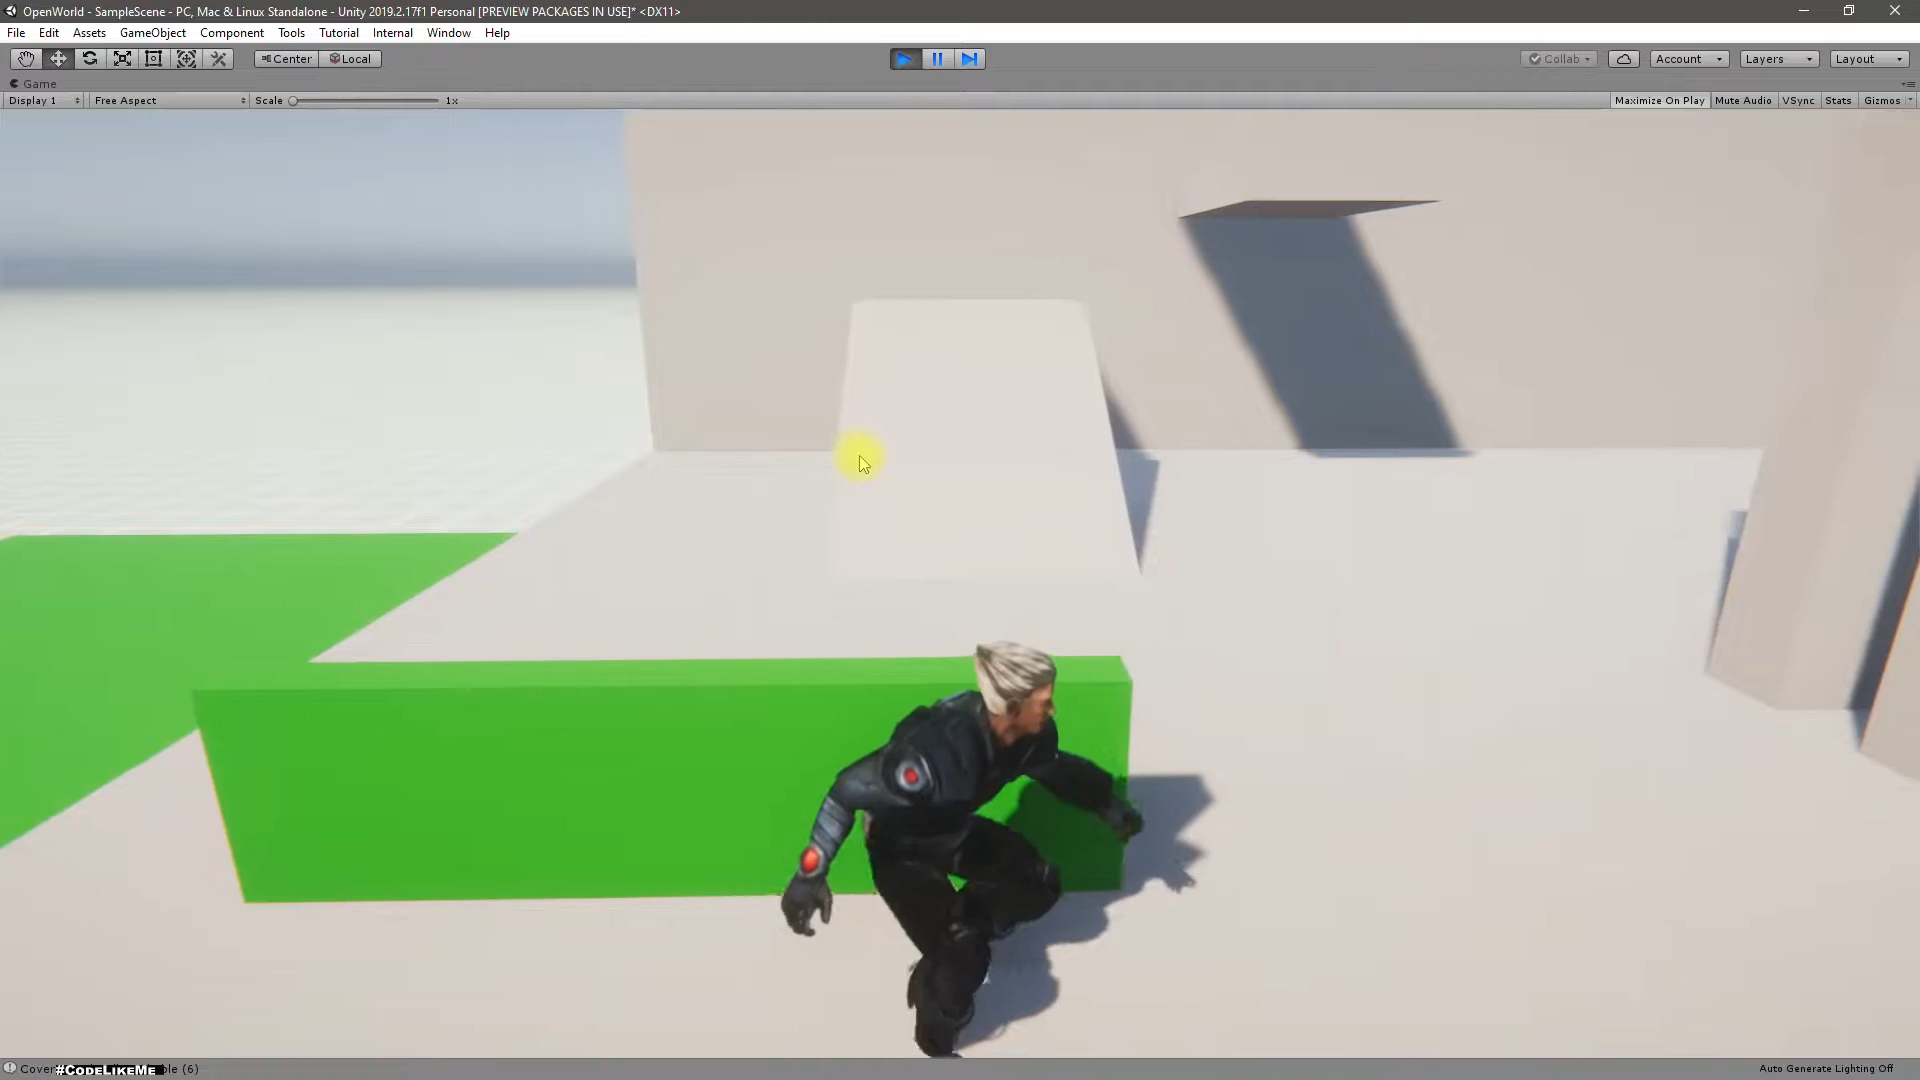 OpenWorld - SampleScene - PC, Mac & Linux Standalone - Unity 2019.2.17f1 Personal [PREVIEW PACKAGES IN USE]* <DX11>
File Edit Assets GameObject Component Tools Tutorial Internal Window Help
Center Local Collab Account Layers Layout
Game
Display 1 Free Aspect Scale 1x Maximize On Play Mute Audio VSync Stats Gizmos
Cover #CODELIKEME ble (6) Auto Generate Lighting Off